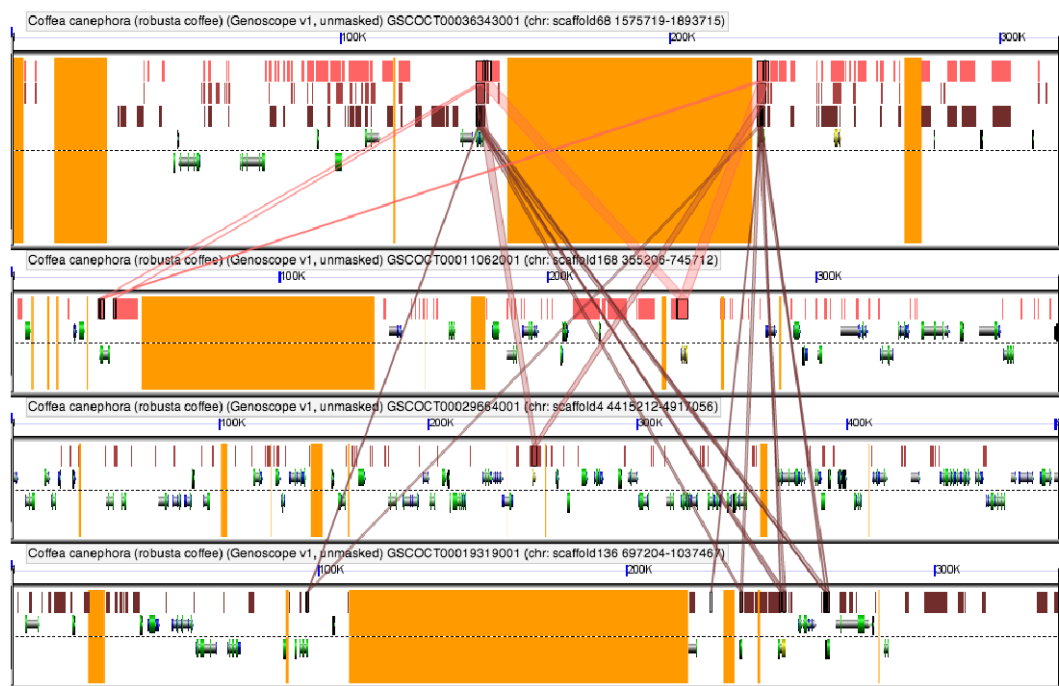 Coffea canephora (robusta coffee) (Genoscope v1, unmasked) GSCOCT00036343001 (chr: scaffold68 1575719-1893715)
100K 200K 300K
Coffea canephora (robusta coffee) (Genoscope v1, unmasked) GSCOCT00011062001 (chr: scaffold168 355206-745712)
100K 200K 300K
Coffea canephora (robusta coffee) (Genoscope v1, unmasked) GSCOCT00029664001 (chr: scaffold4 4415212-4917056)
100K 200K 300K 400K
Coffea canephora (robusta coffee) (Genoscope v1, unmasked) GSCOCT00019319001 (chr: scaffold136 697204-1037467)
100K 200K 300K